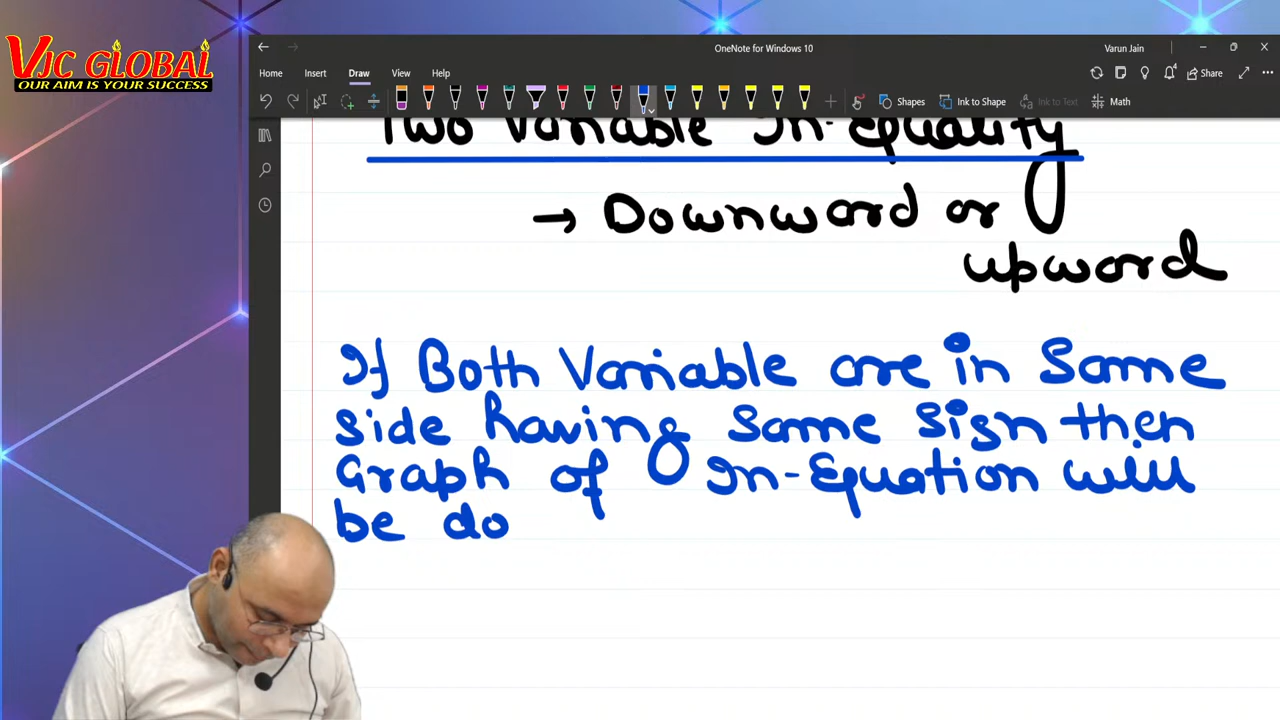 VJC GLOBAL
OUR AIM IS YOUR SUCCESS
OneNote for Windows 10
Varun Jain
Home Insert Draw View Help
Share
Shapes Ink to Shape Ink to Text Math
Two Variable In-equality
→ Downward or
upword
If Both Variable are in Same
side having same sign then
Graph of In-Equation will
be do